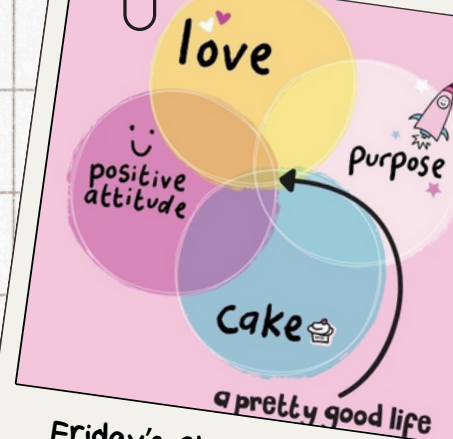 love
purpose
positive
attitude
cake
a pretty good life
Friday's